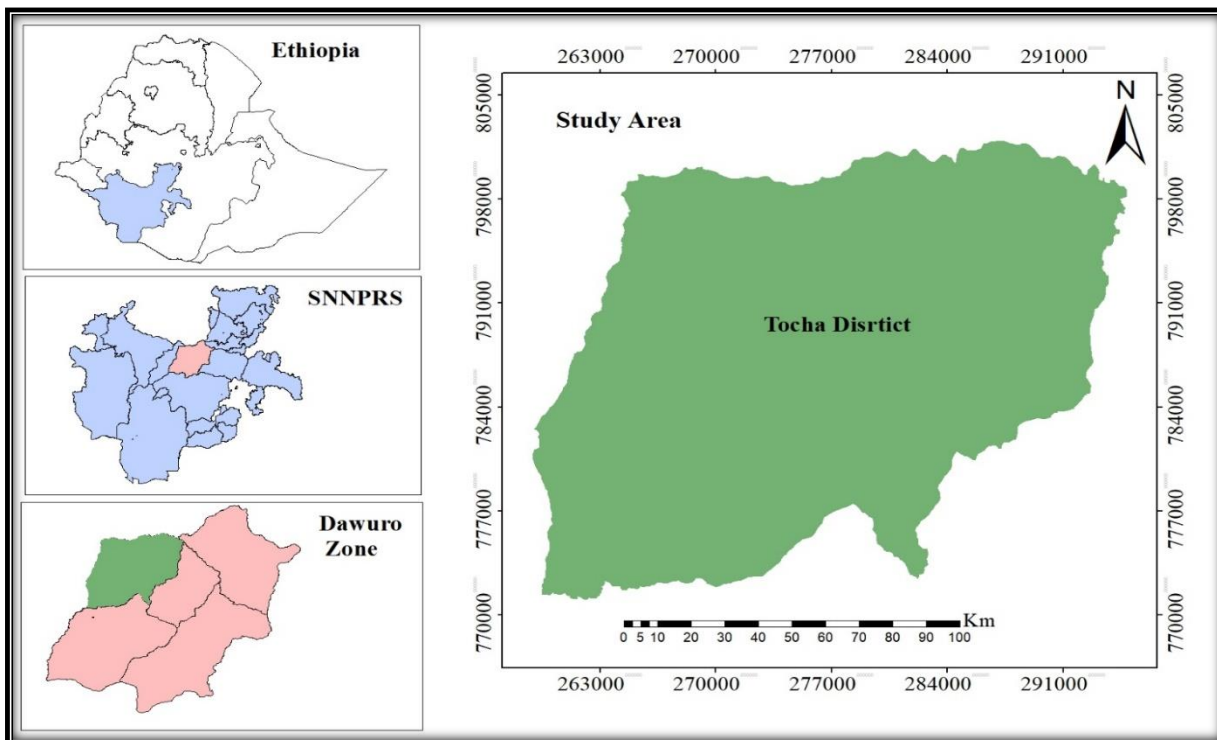 Ethiopia
SNNPRS
Dawuro
Zone
263000 270000 277000 284000 291000
Study Area
N
805000
798000
791000
784000
777000
770000
805000
798000
791000
784000
777000
770000
Tocha Disrtict
Km
0 5 10 20 30 40 50 60 70 80 90 100
263000 270000 277000 284000 291000